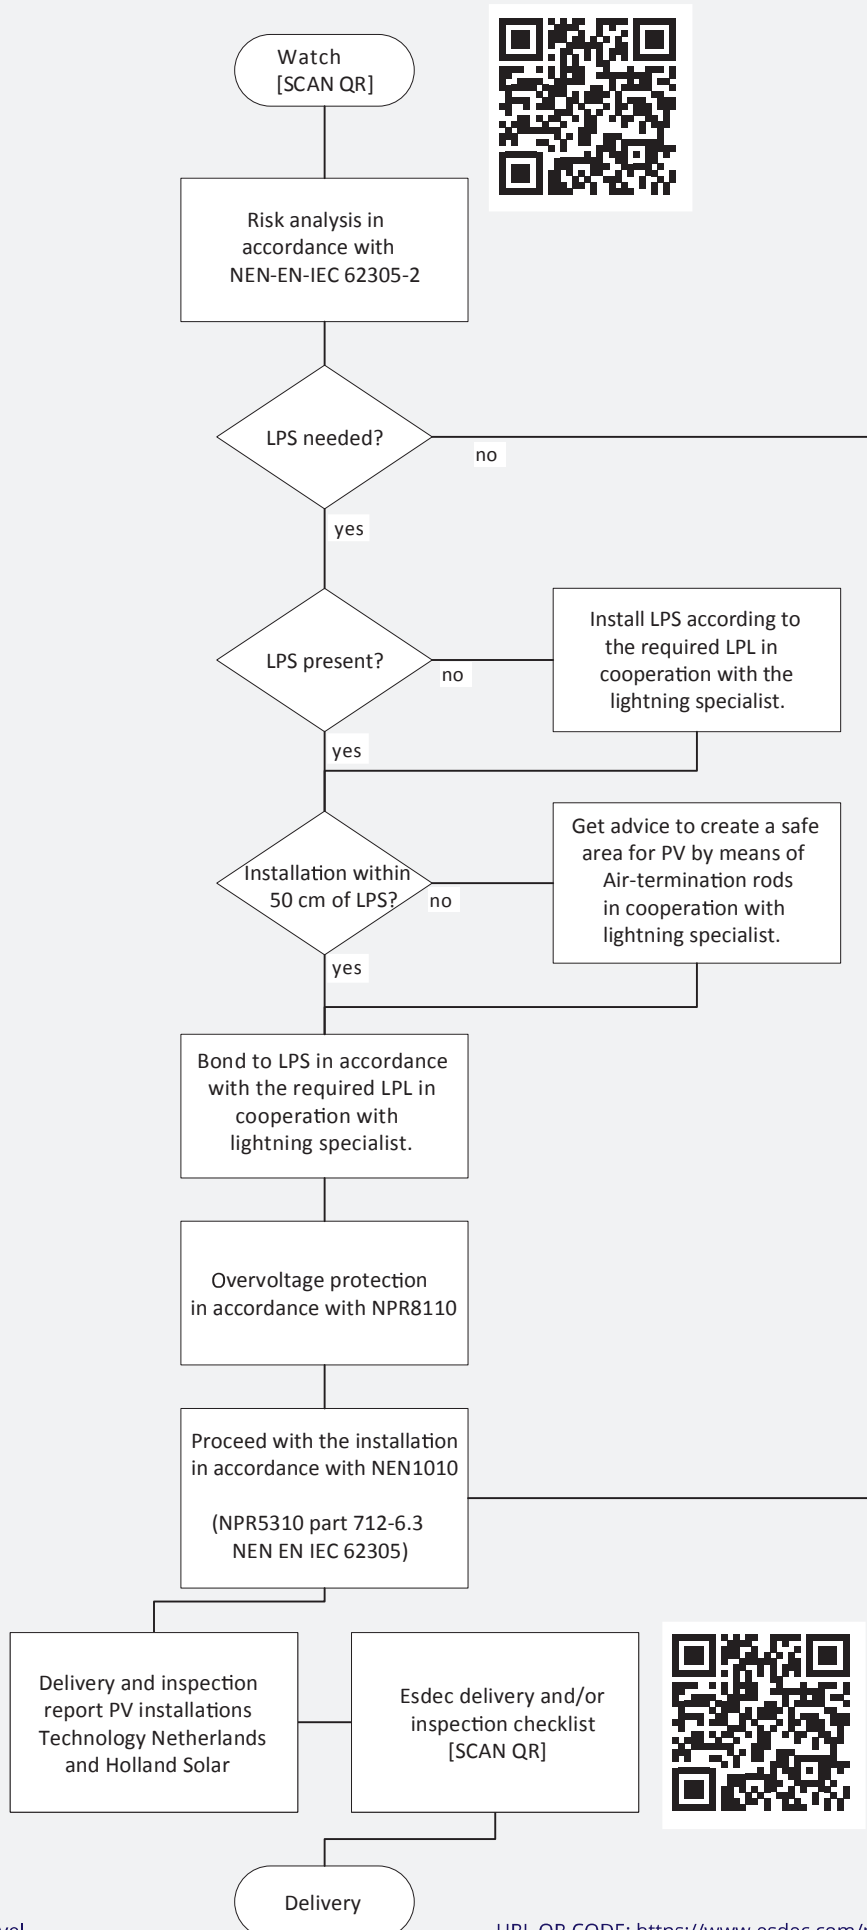 Watch
[SCAN QR]
Risk analysis in
accordance with
NEN-EN-IEC 62305-2
LPS needed?
no
yes
LPS present?
no
Install LPS according to
the required LPL in
cooperation with the
lightning specialist.
yes
Installation within
50 cm of LPS?
no
Get advice to create a safe
area for PV by means of
Air-termination rods
in cooperation with
lightning specialist.
yes
Bond to LPS in accordance
with the required LPL in
cooperation with
lightning specialist.
Overvoltage protection
in accordance with NPR8110
Proceed with the installation
in accordance with NEN1010
(NPR5310 part 712-6.3
NEN EN IEC 62305)
Delivery and inspection
report PV installations
Technology Netherlands
and Holland Solar
Esdec delivery and/or
inspection checklist
[SCAN QR]
Delivery